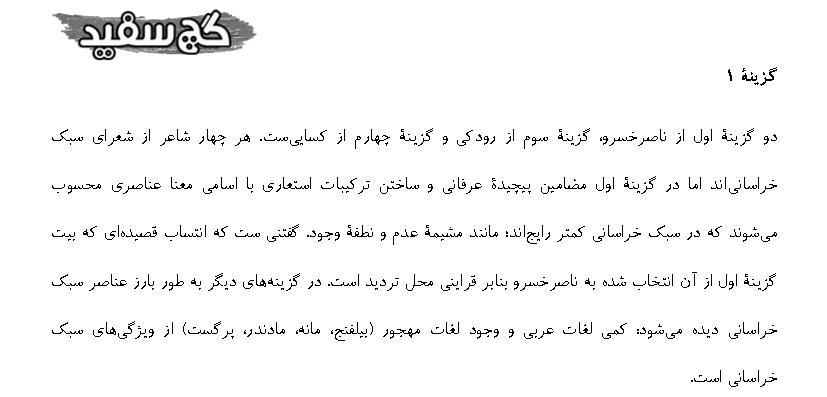 گچ سفید
گزینهٔ ۱
دو گزینهٔ اول از ناصرخسرو، گزینهٔ سوم از رودکی و گزینهٔ چهارم از کسایی‌ست. هر چهار شاعر از شعرای سبک
خراسانی‌اند اما در گزینهٔ اول مضامین پیچیدهٔ عرفانی و ساختن ترکیبات استعاری با اسامی معنا عناصری محسوب
می‌شوند که در سبک خراسانی کمتر رایج‌اند؛ مانند مشیمهٔ عدم و نطفهٔ وجود. گفتنی ست که انتساب قصیده‌ای که بیت
گزینهٔ اول از آن انتخاب شده به ناصرخسرو بنابر قراینی محل تردید است. در گزینه‌های دیگر به طور بارز عناصر سبک
خراسانی دیده می‌شود: کمی لغات عربی و وجود لغات مهجور (بیلفنج، مانه، مادندر، پرگست) از ویژگی‌های سبک
خراسانی است.